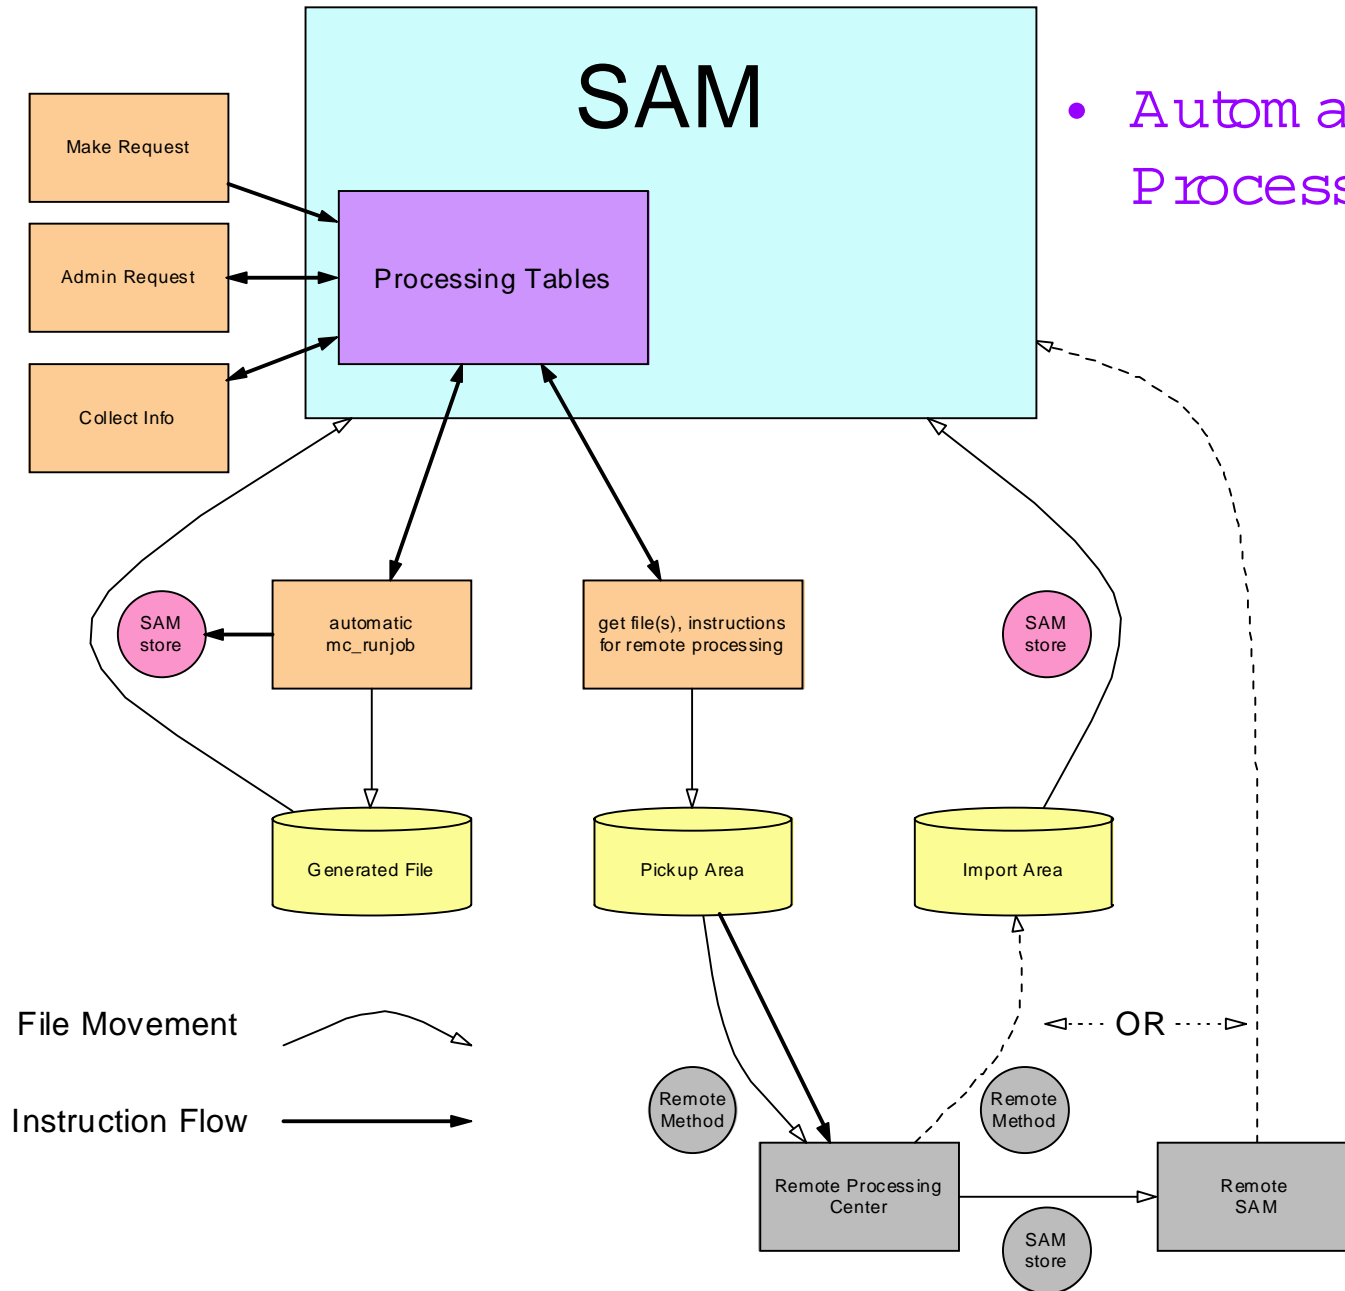 SAM
• Automa
Process
Make Request
Admin Request
Collect Info
Processing Tables
SAM
store
automatic
mc_runjob
get file(s), instructions
for remote processing
SAM
store
Generated File
Pickup Area
Import Area
File Movement
Instruction Flow
OR
Remote
Method
Remote
Method
Remote Processing
Center
Remote
SAM
SAM
store